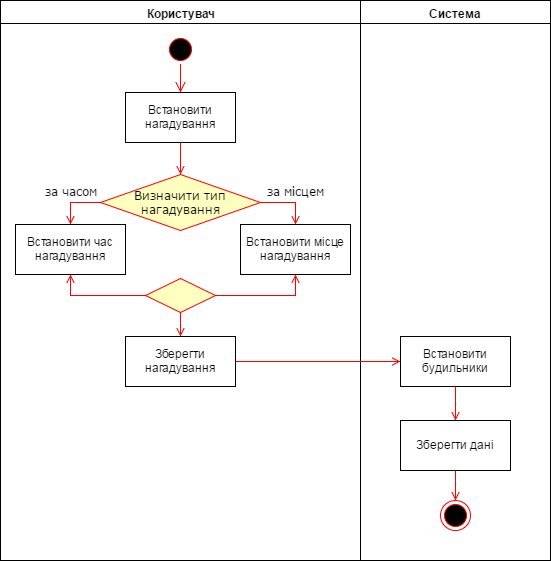 Користувач
Система
Встановити
нагадування
за часом
Визначити тип
нагадування
за місцем
Встановити час
нагадування
Встановити місце
нагадування
Зберегти
нагадування
Встановити
будильники
Зберегти дані